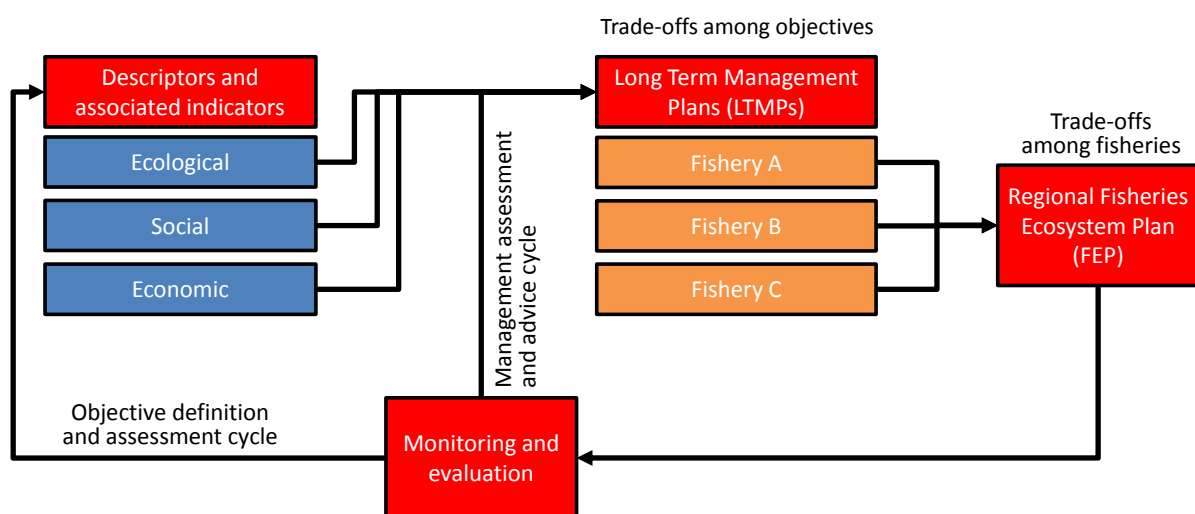 Trade-offs among objectives
Descriptors and
associated indicators
Ecological
Social
Economic
Long Term Management
Plans (LTMPs)
Fishery A
Fishery B
Fishery C
Trade-offs
among fisheries
Regional Fisheries
Ecosystem Plan
(FEP)
Management assessment
and advice cycle
Objective definition
and assessment cycle
Monitoring and
evaluation